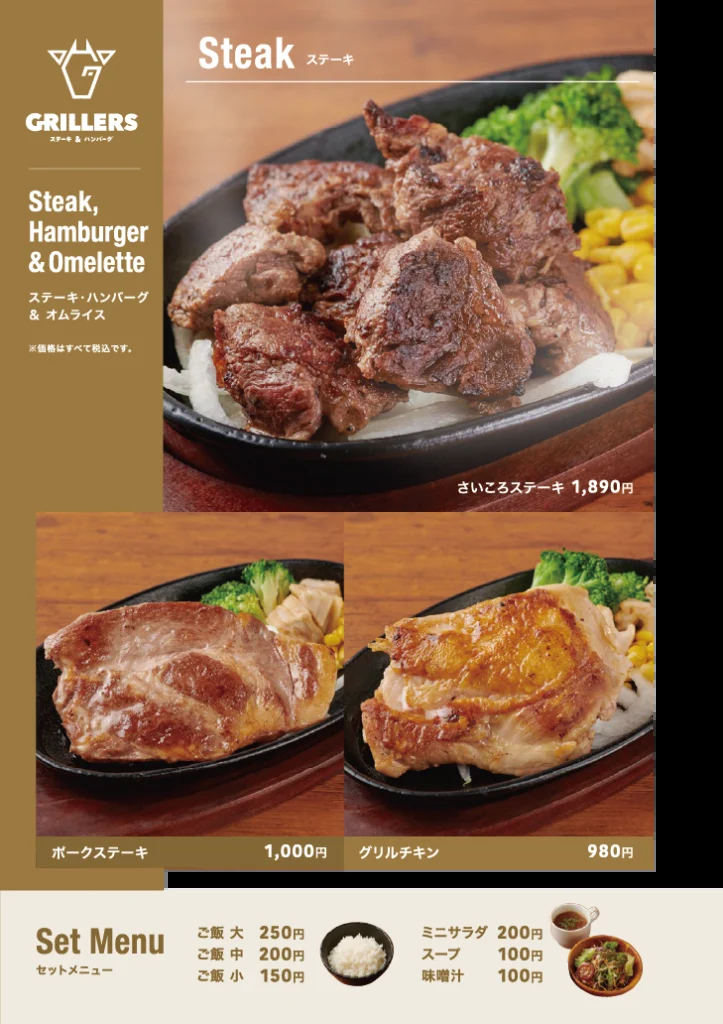 GRILLERS
ステーキ & ハンバーグ
Steak,
Hamburger
& Omelette
ステーキ・ハンバーグ
& オムライス
※価格はすべて税込です。
Steak ステーキ
さいころステーキ 1,890円
ポークステーキ 1,000円
グリルチキン 980円
Set Menu
セットメニュー
ご飯 大 250円
ご飯 中 200円
ご飯 小 150円
ミニサラダ 200円
スープ 100円
味噌汁 100円